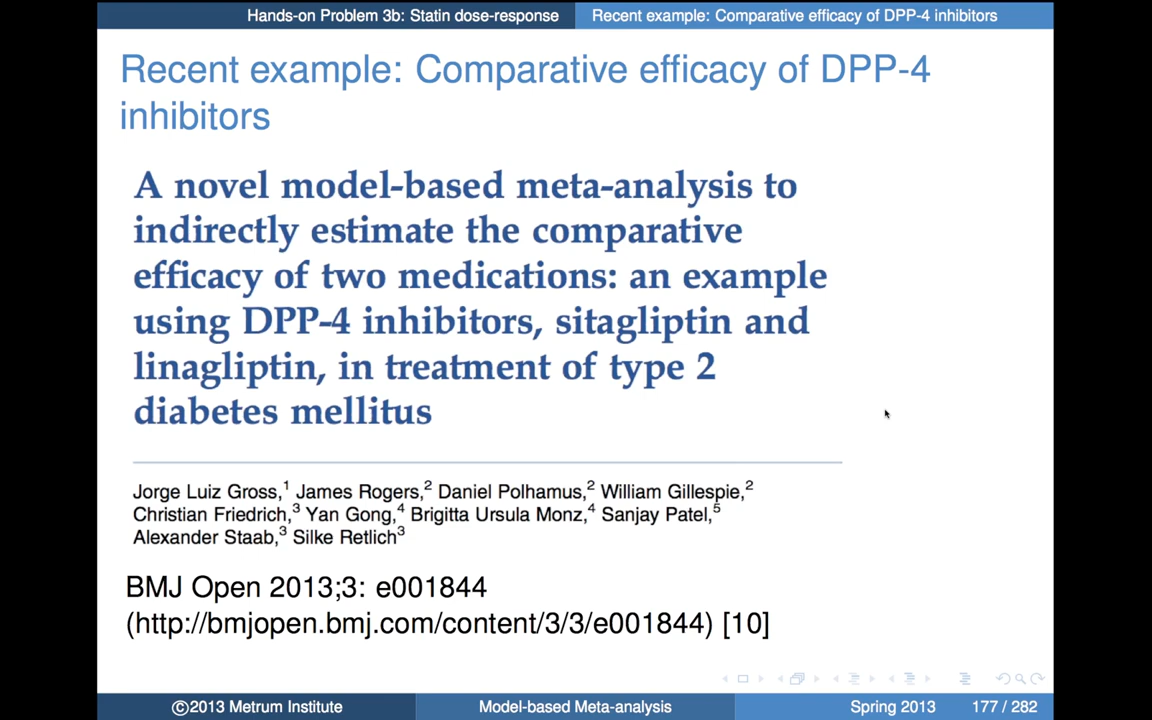 Hands-on Problem 3b: Statin dose-response
Recent example: Comparative efficacy of DPP-4 inhibitors
Recent example: Comparative efficacy of DPP-4
inhibitors
A novel model-based meta-analysis to
indirectly estimate the comparative
efficacy of two medications: an example
using DPP-4 inhibitors, sitagliptin and
linagliptin, in treatment of type 2
diabetes mellitus
Jorge Luiz Gross,¹ James Rogers,² Daniel Polhamus,² William Gillespie,²
Christian Friedrich,³ Yan Gong,⁴ Brigitta Ursula Monz,⁴ Sanjay Patel,⁵
Alexander Staab,³ Silke Retlich³
BMJ Open 2013;3: e001844
(http://bmjopen.bmj.com/content/3/3/e001844) [10]
©2013 Metrum Institute
Model-based Meta-analysis
Spring 2013
177 / 282